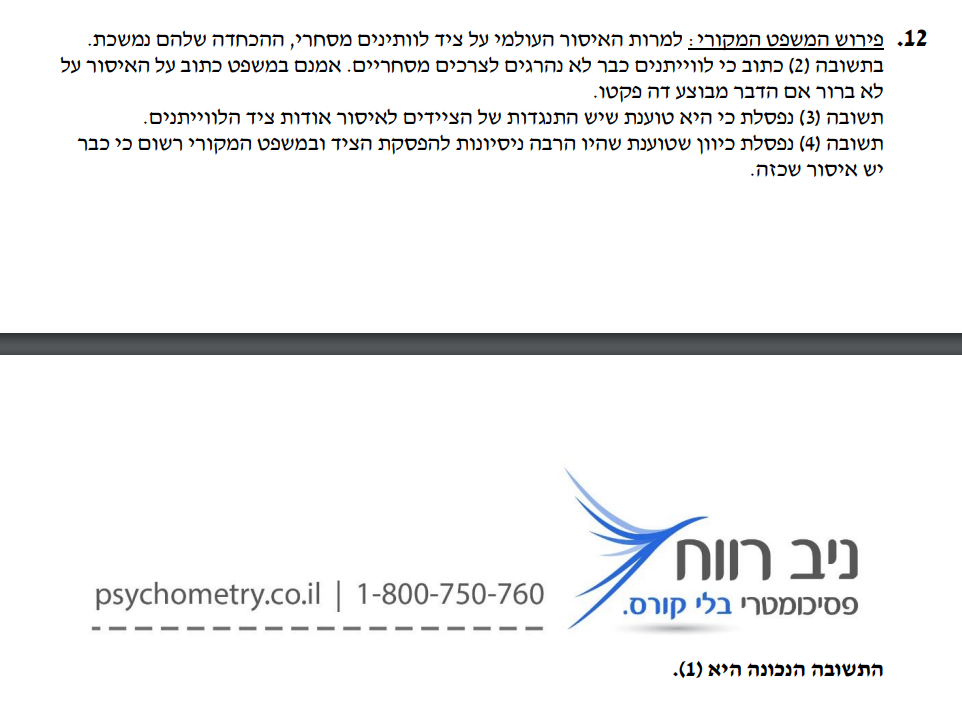 12. פירוש המשפט המקורי: למרות האיסור העולמי על ציד לוותינים מסחרי, ההכחדה שלהם נמשכת.
בתשובה (2) כתוב כי לווייתנים כבר לא נהרגים לצרכים מסחריים. אמנם במשפט כתוב על האיסור על
לא ברור אם הדבר מבוצע דה פקטו.
תשובה (3) נפסלת כי היא טוענת שיש התנגדות של הציידים לאיסור אודות ציד הלווייתנים.
תשובה (4) נפסלת כיוון שטוענת שהיו הרבה ניסיונות להפסקת הציד ובמשפט המקורי רשום כי כבר
יש איסור שכזה.
ניב רווח
פסיכומטרי בלי קורס.
psychometry.co.il | 1-800-750-760
התשובה הנכונה היא (1).